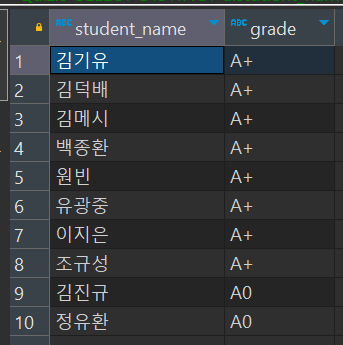 student_name grade
1 김기유 A+
2 김덕배 A+
3 김메시 A+
4 백종환 A+
5 원빈 A+
6 유광중 A+
7 이지은 A+
8 조규성 A+
9 김진규 A0
10 정유환 A0